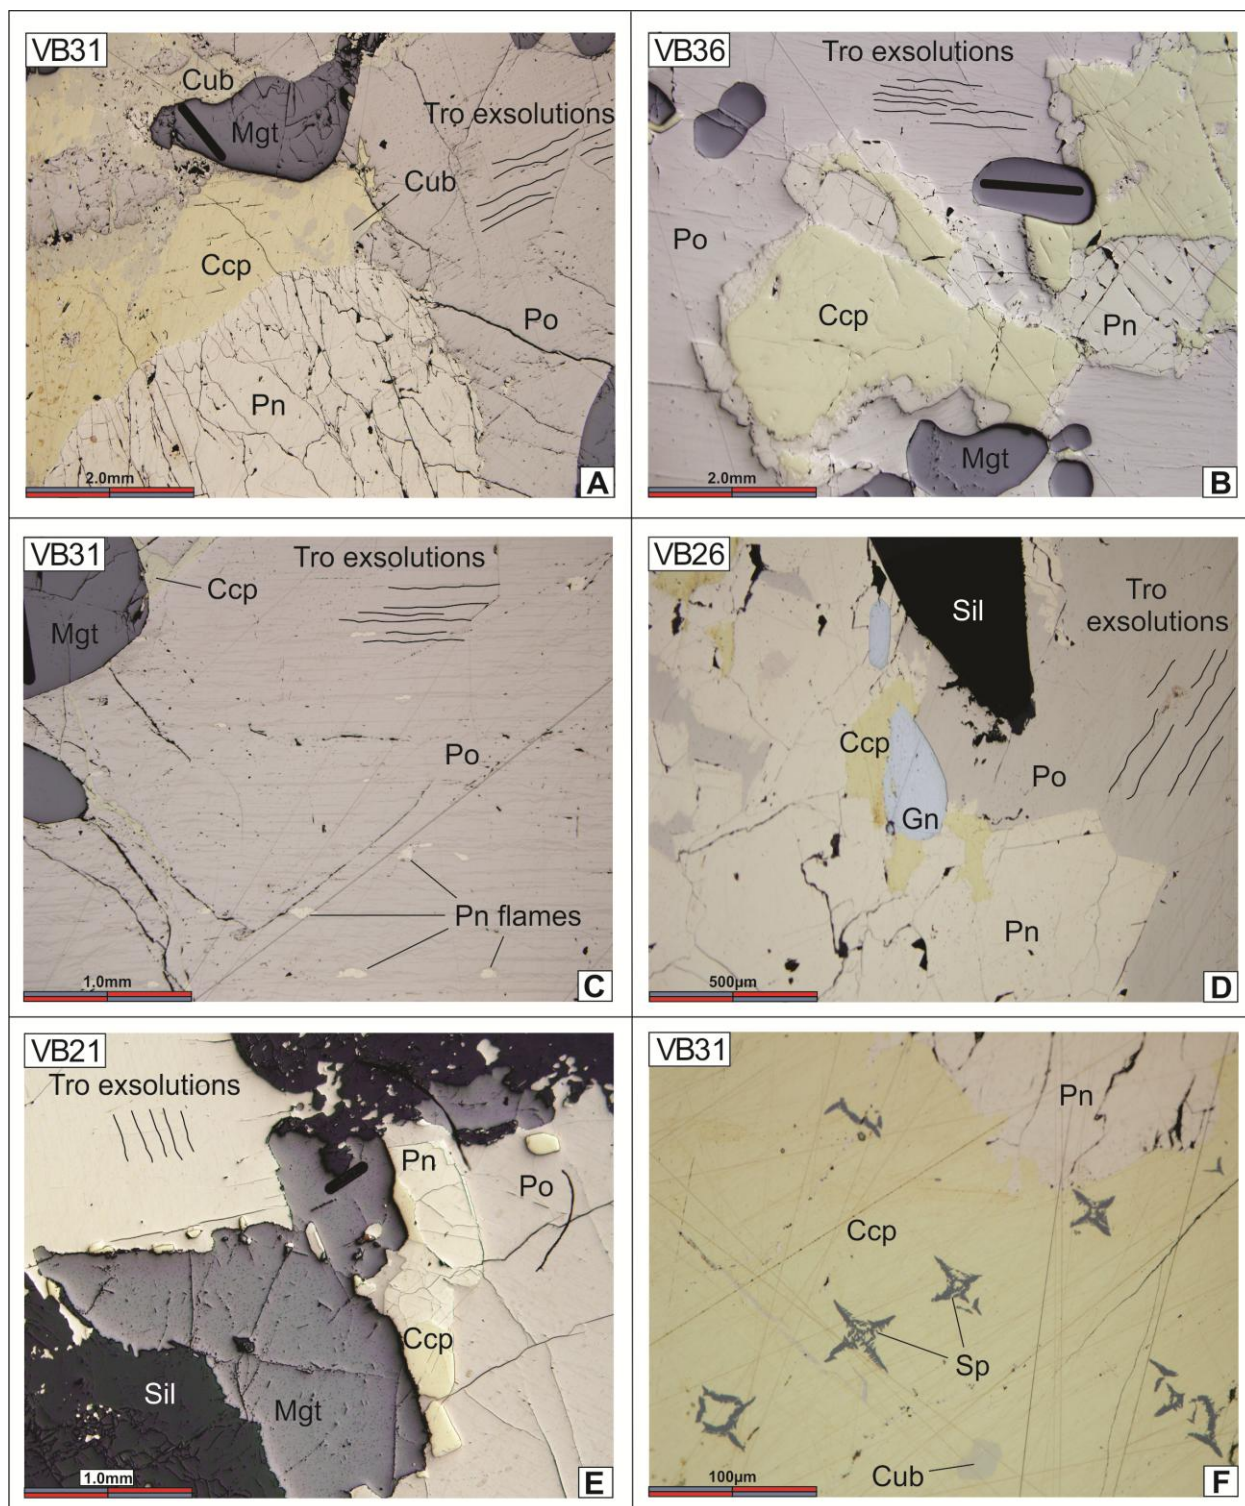 VB31
Cub
Mgt
Tro exsolutions
Cub
Ccp
Po
Pn
2.0mm
A
VB36
Tro exsolutions
Po
Ccp
Pn
Mgt
2.0mm
B
VB31
Tro exsolutions
Ccp
Mgt
Po
Pn flames
1.0mm
C
VB26
Sil
Tro
exsolutions
Ccp
Po
Gn
Pn
500µm
D
VB21
Tro exsolutions
Pn
Po
Ccp
Sil
Mgt
1.0mm
E
VB31
Pn
Ccp
Sp
Cub
100µm
F